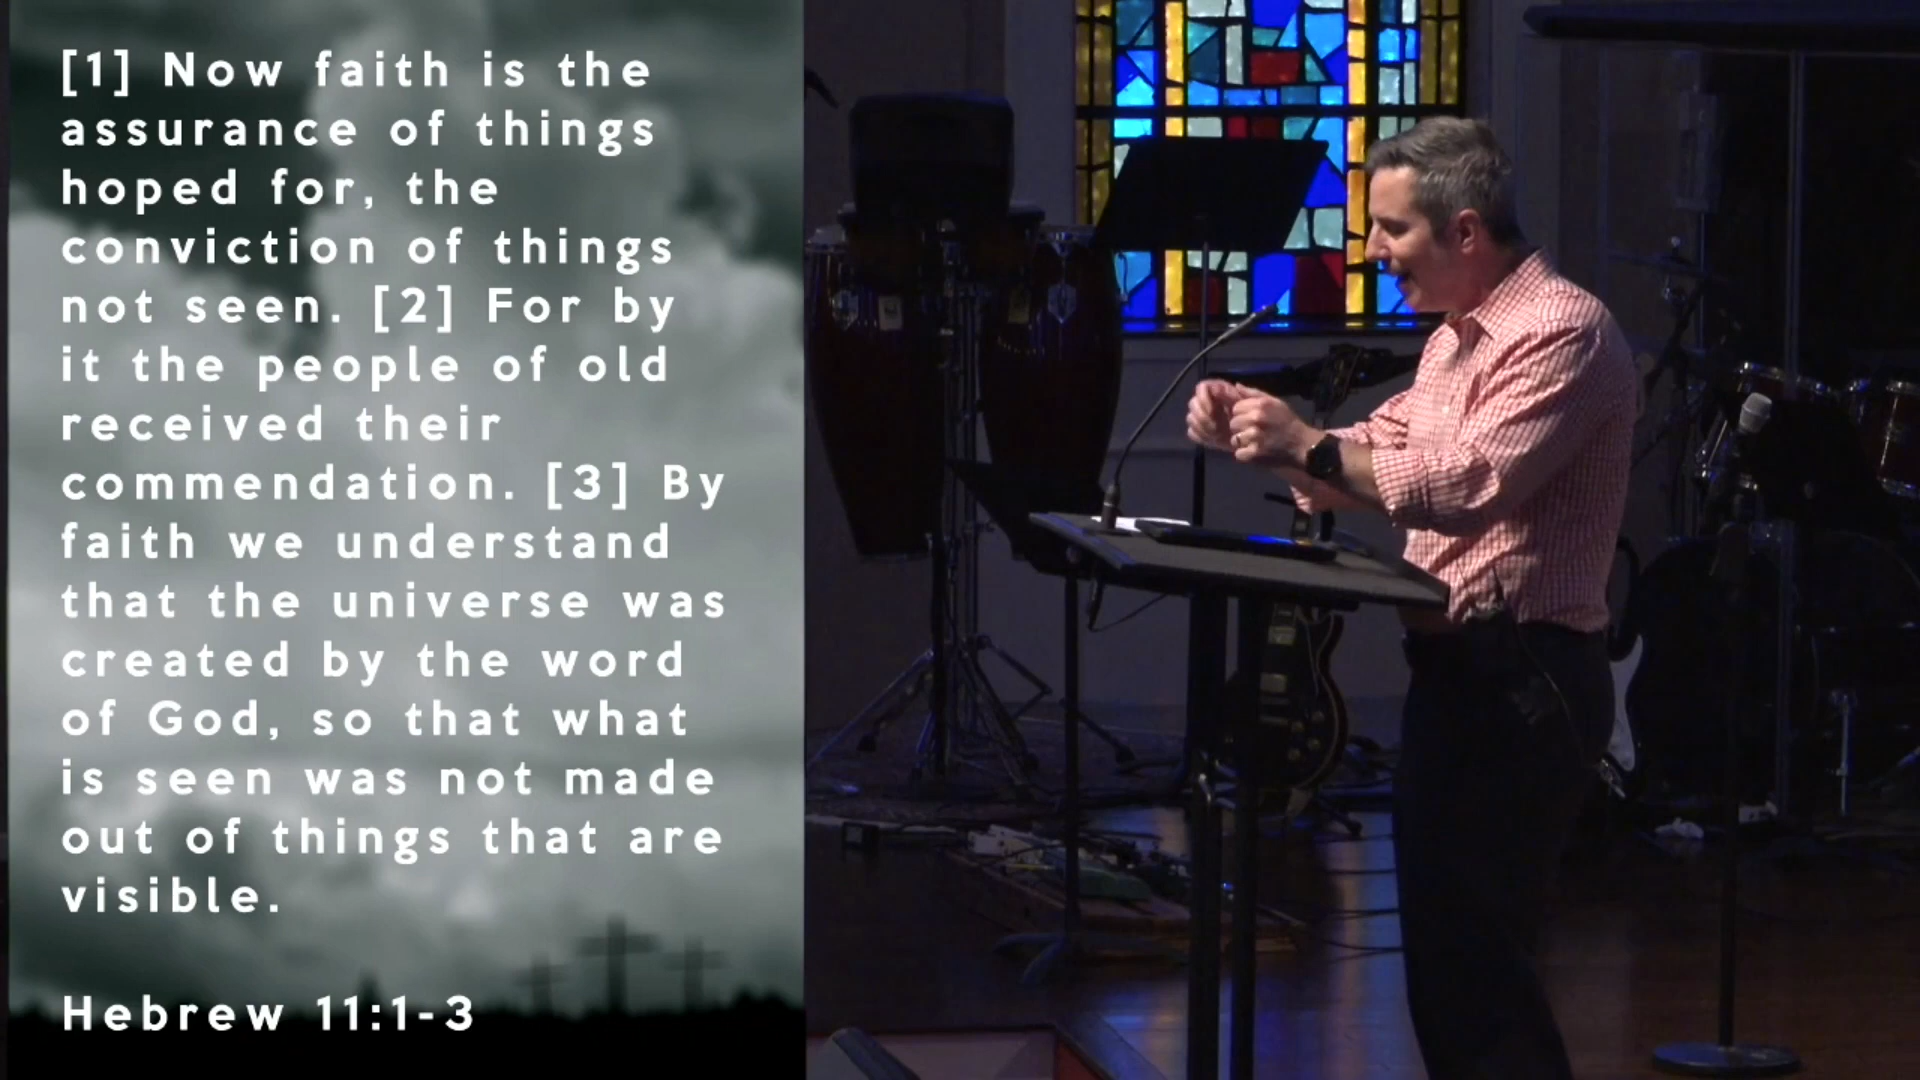 [1] Now faith is the
assurance of things
hoped for, the
conviction of things
not seen. [2] For by
it the people of old
received their
commendation. [3] By
faith we understand
that the universe was
created by the word
of God, so that what
is seen was not made
out of things that are
visible.
Hebrew 11:1-3